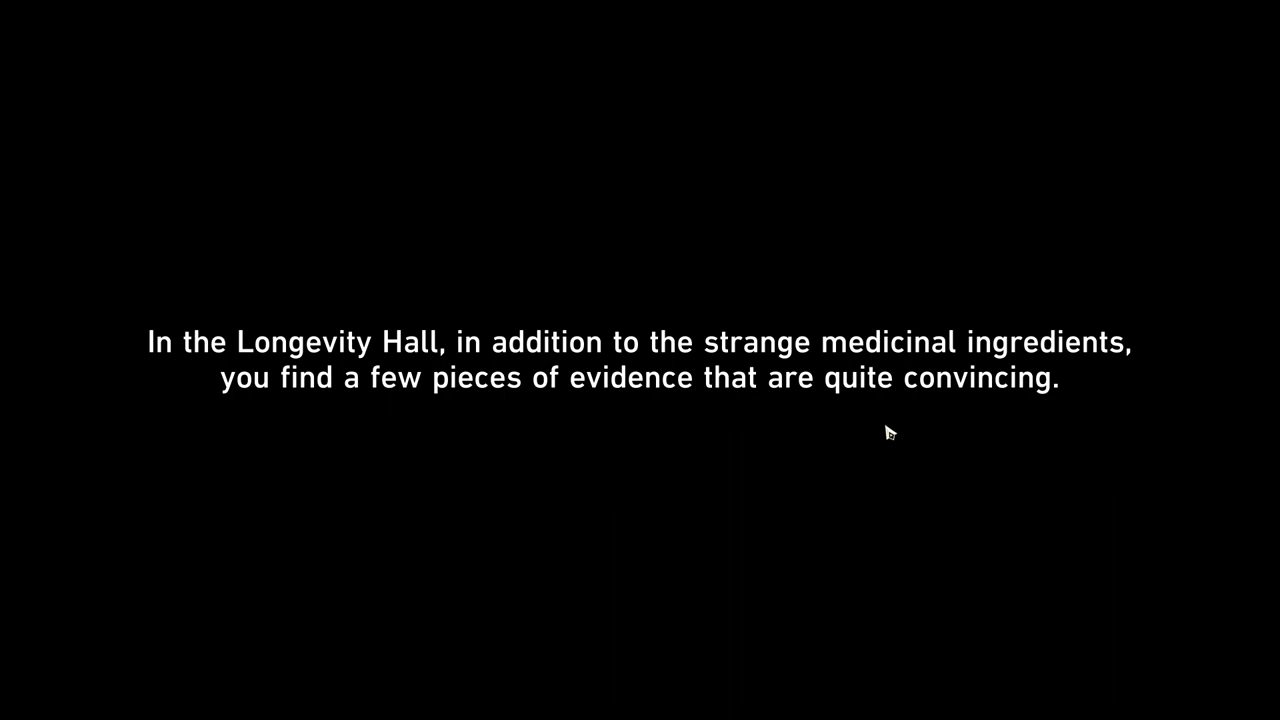 In the Longevity Hall, in addition to the strange medicinal ingredients,
you find a few pieces of evidence that are quite convincing.